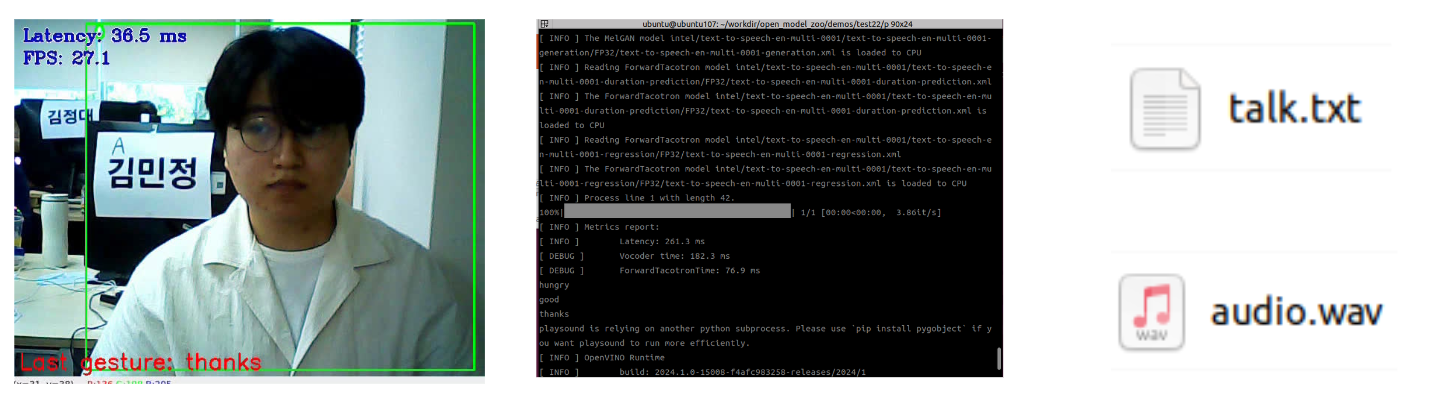 Latency: 36.5 ms
FPS: 27.1
김정대
A
김민정
Last gesture: thanks
ubuntu@ubuntu107: ~/workdir/open_model_zoo/demos/test22/p 90x24
[ INFO ] The MelGAN model intel/text-to-speech-en-multi-0001/text-to-speech-en-multi-0001-
generation/FP32/text-to-speech-en-multi-0001-generation.xml is loaded to CPU
[ INFO ] Reading ForwardTacotron model intel/text-to-speech-en-multi-0001/text-to-speech-e
n-multi-0001-duration-prediction/FP32/text-to-speech-en-multi-0001-duration-prediction.xml
[ INFO ] The ForwardTacotron model intel/text-to-speech-en-multi-0001/text-to-speech-en-mu
lti-0001-duration-prediction/FP32/text-to-speech-en-multi-0001-duration-prediction.xml is
loaded to CPU
[ INFO ] Reading ForwardTacotron model intel/text-to-speech-en-multi-0001/text-to-speech-e
n-multi-0001-regression/FP32/text-to-speech-en-multi-0001-regression.xml
[ INFO ] The ForwardTacotron model intel/text-to-speech-en-multi-0001/text-to-speech-en-mu
lti-0001-regression/FP32/text-to-speech-en-multi-0001-regression.xml is loaded to CPU
[ INFO ] Process line 1 with length 42.
100%| | 1/1 [00:00<00:00, 3.86it/s]
[ INFO ] Metrics report:
[ INFO ] Latency: 261.3 ms
[ DEBUG ] Vocoder time: 182.3 ms
[ DEBUG ] ForwardTacotronTime: 76.9 ms
hungry
good
thanks
playsound is relying on another python subprocess. Please use `pip install pygobject` if y
ou want playsound to run more efficiently.
[ INFO ] OpenVINO Runtime
[ INFO ] build: 2024.1.0-15008-f4afc983258-releases/2024/1
talk.txt
wav
audio.wav